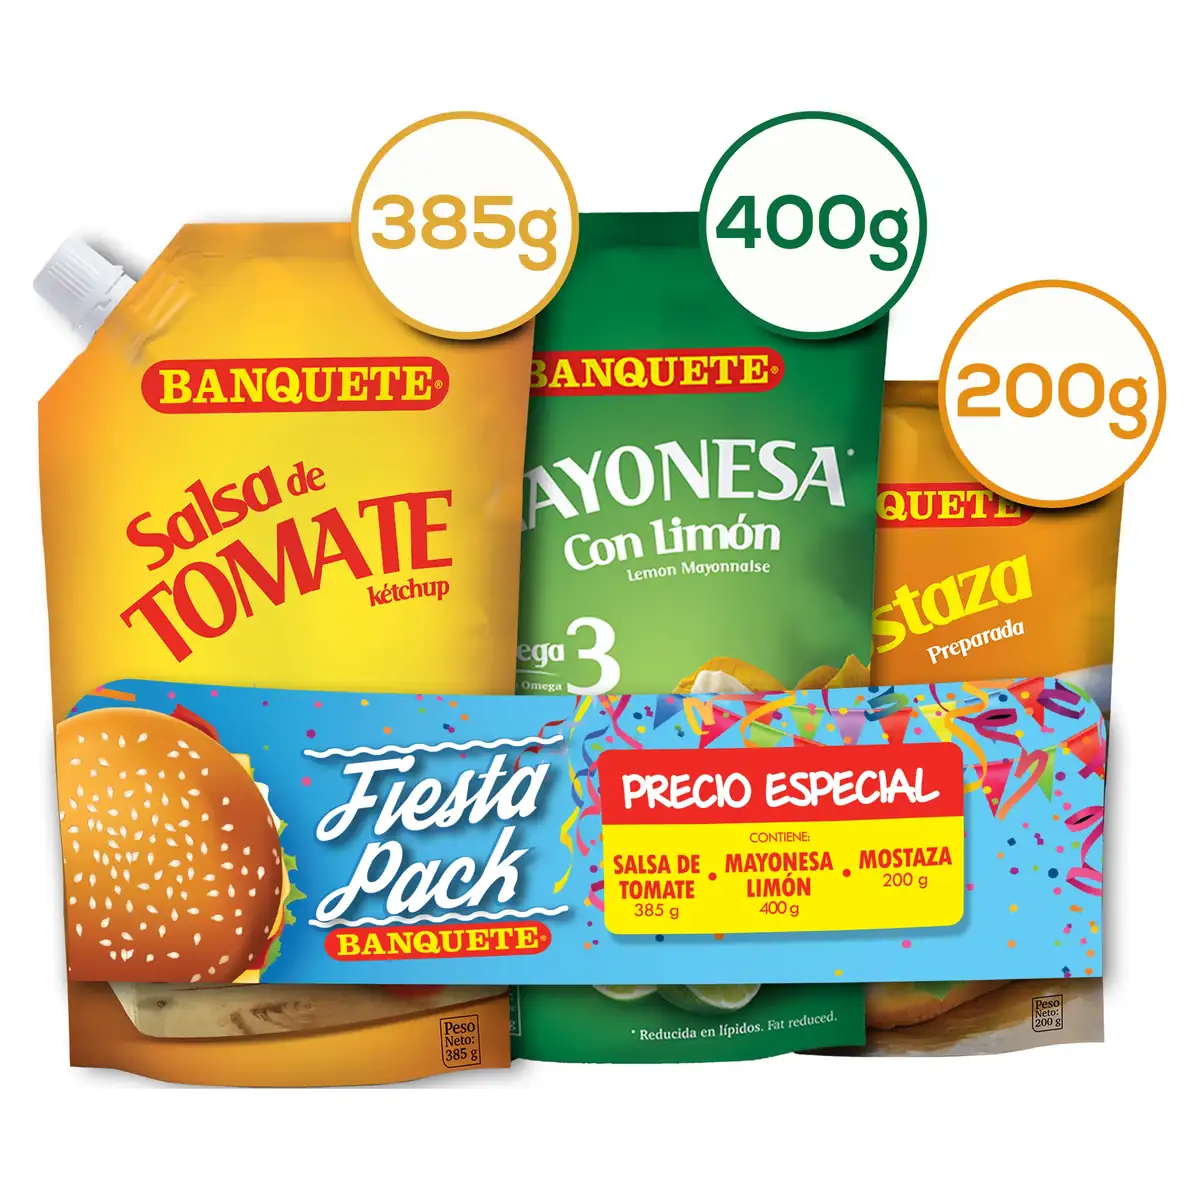 385g
400g
200g
BANQUETE®
Salsa de
TOMATE
kétchup
BANQUETE®
AYONESA*
Con Limón
Lemon Mayonnaise
ega 3
Omega
QUETE
staza
Preparada
Fiesta
Pack
BANQUETE®
PRECIO ESPECIAL
CONTIENE:
SALSA DE
TOMATE
385 g
•
MAYONESA
LIMÓN
400 g
•
MOSTAZA
200 g
Peso
Neto:
385 g
g
* Reducida en lípidos. Fat reduced.
Peso
Neto:
200 g